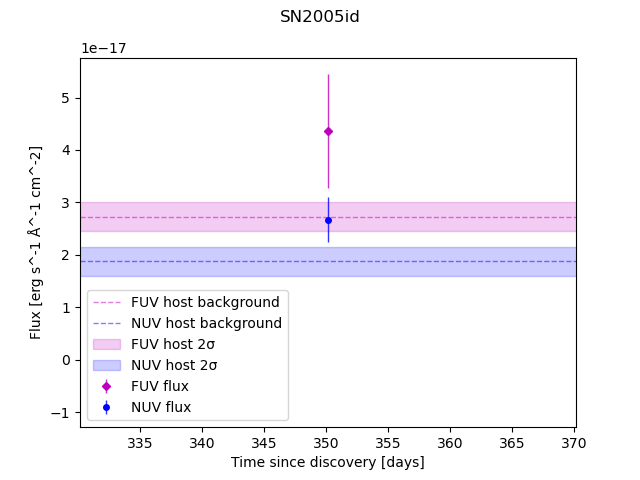 SN2005id
1e−17
Flux [erg s^-1 Å^-1 cm^-2]
5
4
3
2
1
0
−1
FUV host background
NUV host background
FUV host 2σ
NUV host 2σ
FUV flux
NUV flux
335 340 345 350 355 360 365 370
Time since discovery [days]